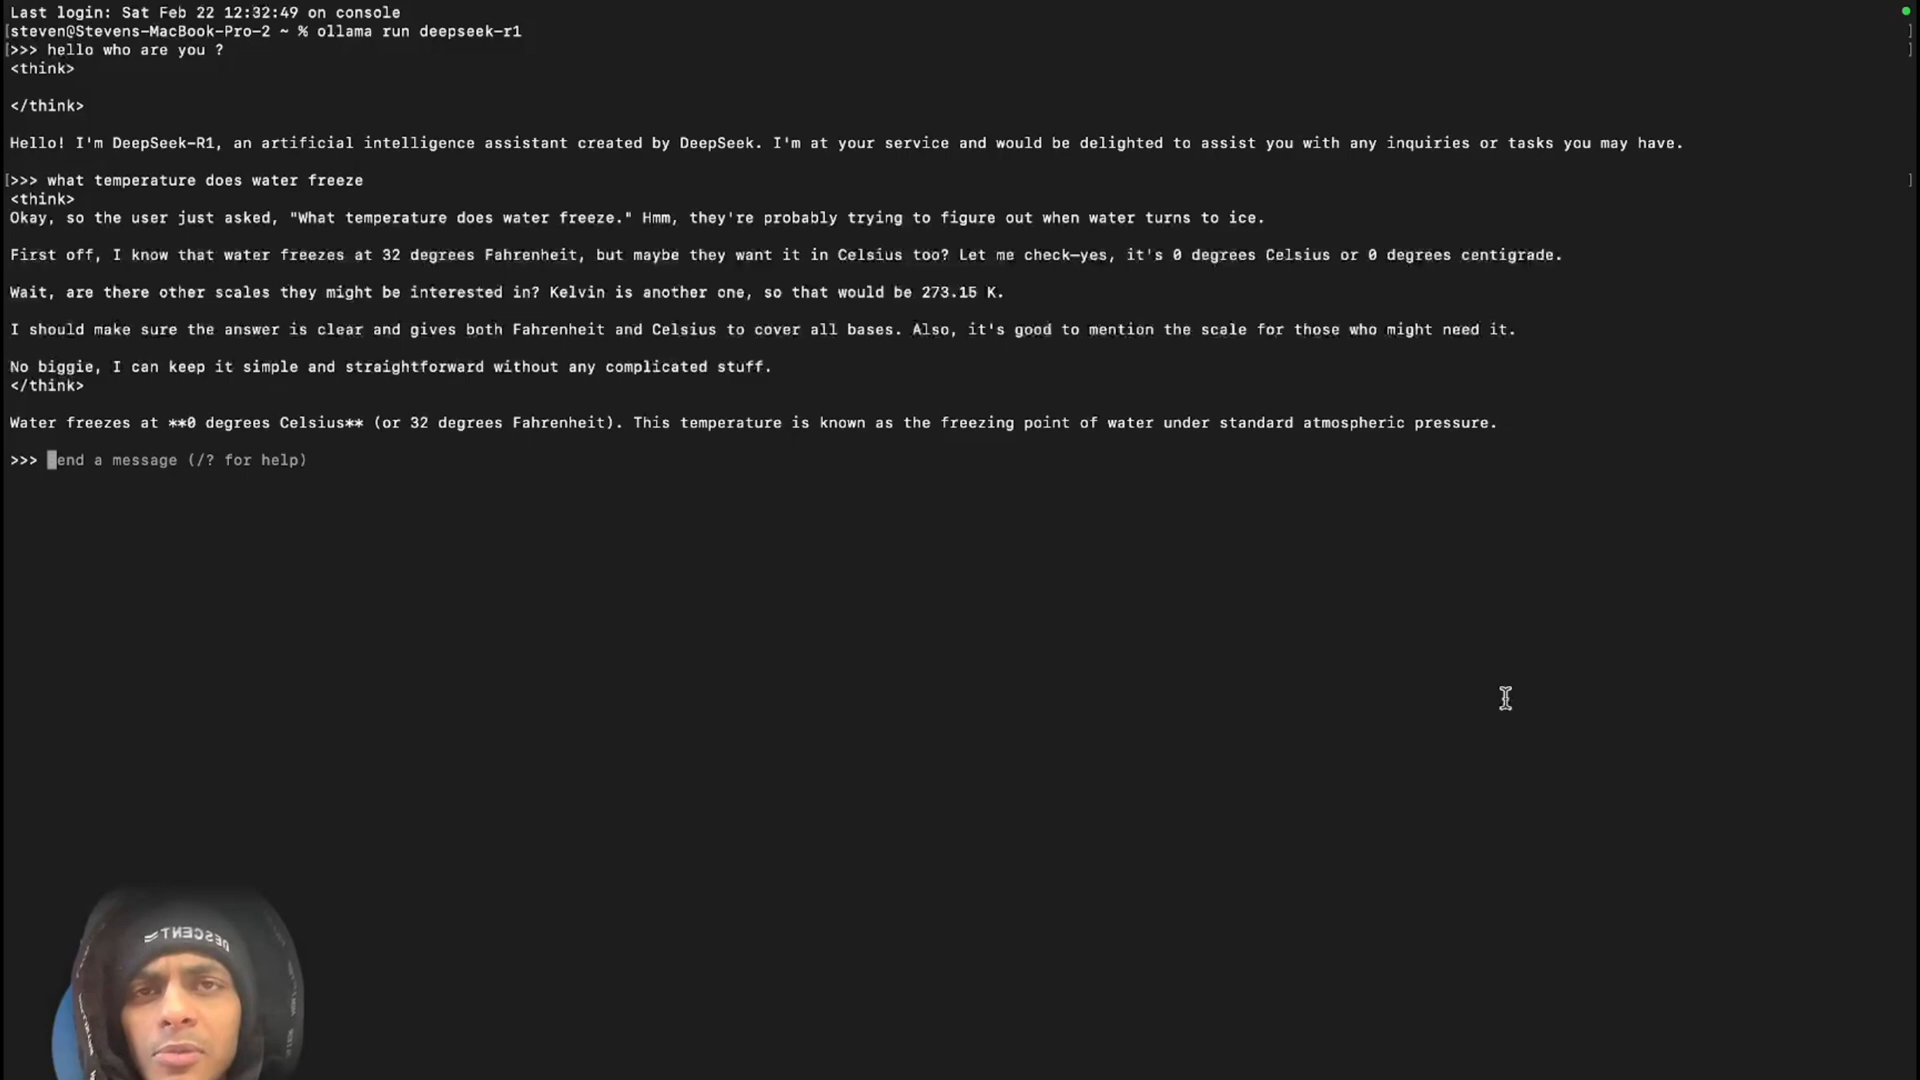 Last login: Sat Feb 22 12:32:49 on console
[steven@Stevens-MacBook-Pro-2 ~ % ollama run deepseek-r1 ]
[>>> hello who are you ? ]
<think>
</think>
Hello! I'm DeepSeek-R1, an artificial intelligence assistant created by DeepSeek. I'm at your service and would be delighted to assist you with any inquiries or tasks you may have.
[>>> what temperature does water freeze ]
<think>
Okay, so the user just asked, "What temperature does water freeze." Hmm, they're probably trying to figure out when water turns to ice.
First off, I know that water freezes at 32 degrees Fahrenheit, but maybe they want it in Celsius too? Let me check—yes, it's 0 degrees Celsius or 0 degrees centigrade.
Wait, are there other scales they might be interested in? Kelvin is another one, so that would be 273.15 K.
I should make sure the answer is clear and gives both Fahrenheit and Celsius to cover all bases. Also, it's good to mention the scale for those who might need it.
No biggie, I can keep it simple and straightforward without any complicated stuff.
</think>
Water freezes at **0 degrees Celsius** (or 32 degrees Fahrenheit). This temperature is known as the freezing point of water under standard atmospheric pressure.
>>> end a message (/? for help)
DESCENT